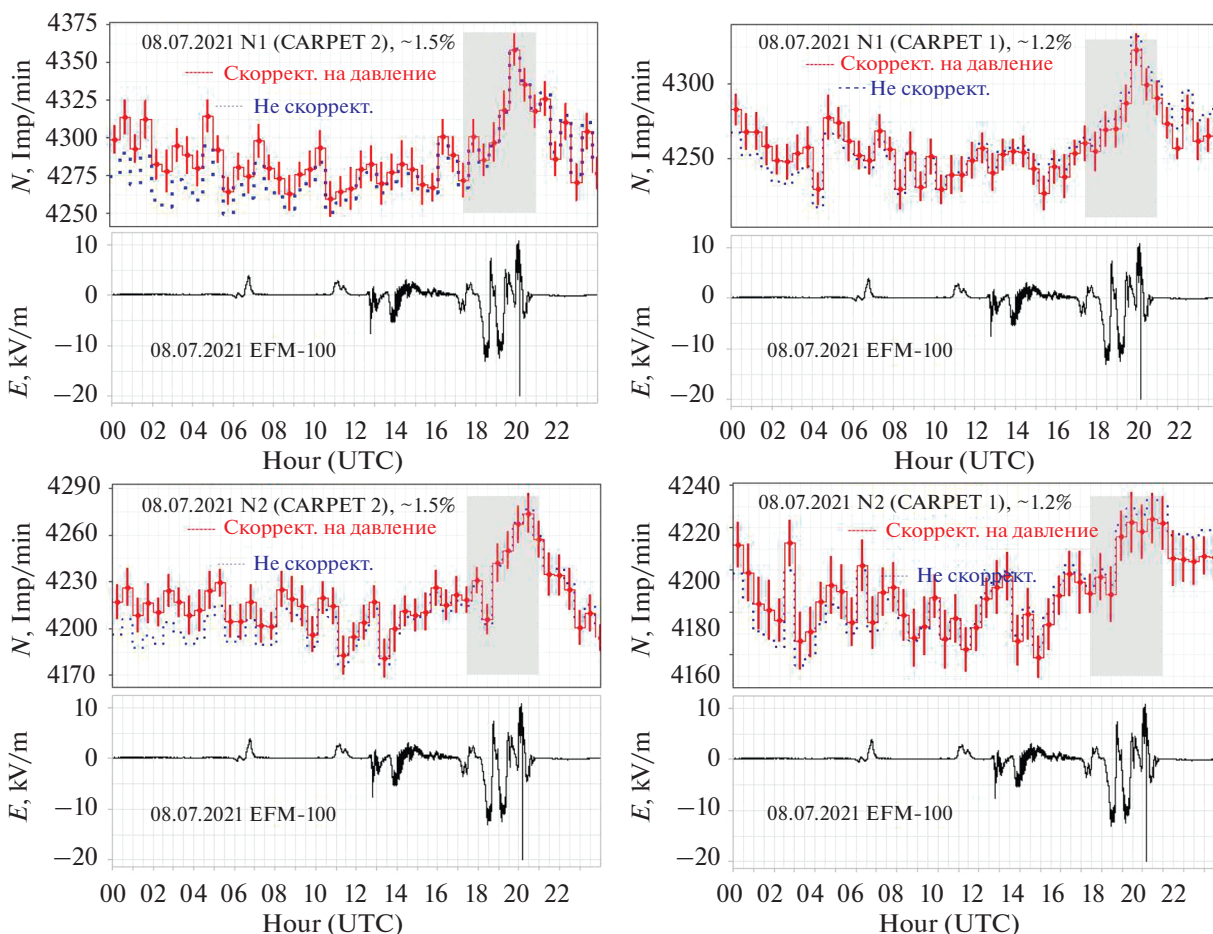 4375
4350
4325
4300
4275
4250
N, Imp/min
08.07.2021 N1 (CARPET 2), ~1.5%
Скоррект. на давление
Не скоррект.
10
0
−10
−20
E, kV/m
08.07.2021 EFM-100
00 02 04 06 08 10 12 14 16 18 20 22
Hour (UTC)
4300
4250
N, Imp/min
08.07.2021 N1 (CARPET 1), ~1.2%
Скоррект. на давление
Не скоррект.
10
0
−10
−20
E, kV/m
08.07.2021 EFM-100
00 02 04 06 08 10 12 14 16 18 20 22
Hour (UTC)
4290
4260
4230
4200
4170
N, Imp/min
08.07.2021 N2 (CARPET 2), ~1.5%
Скоррект. на давление
Не скоррект.
10
0
−10
−20
E, kV/m
08.07.2021 EFM-100
00 02 04 06 08 10 12 14 16 18 20 22
Hour (UTC)
4240
4220
4200
4180
4160
N, Imp/min
08.07.2021 N2 (CARPET 1), ~1.2%
Скоррект. на давление
Не скоррект.
10
0
−10
−20
E, kV/m
08.07.2021 EFM-100
00 02 04 06 08 10 12 14 16 18 20 22
Hour (UTC)